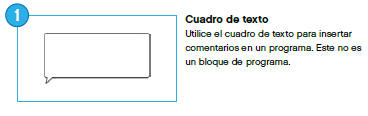 1
Cuadro de texto
Utilice el cuadro de texto para insertar
comentarios en un programa. Este no es
un bloque de programa.